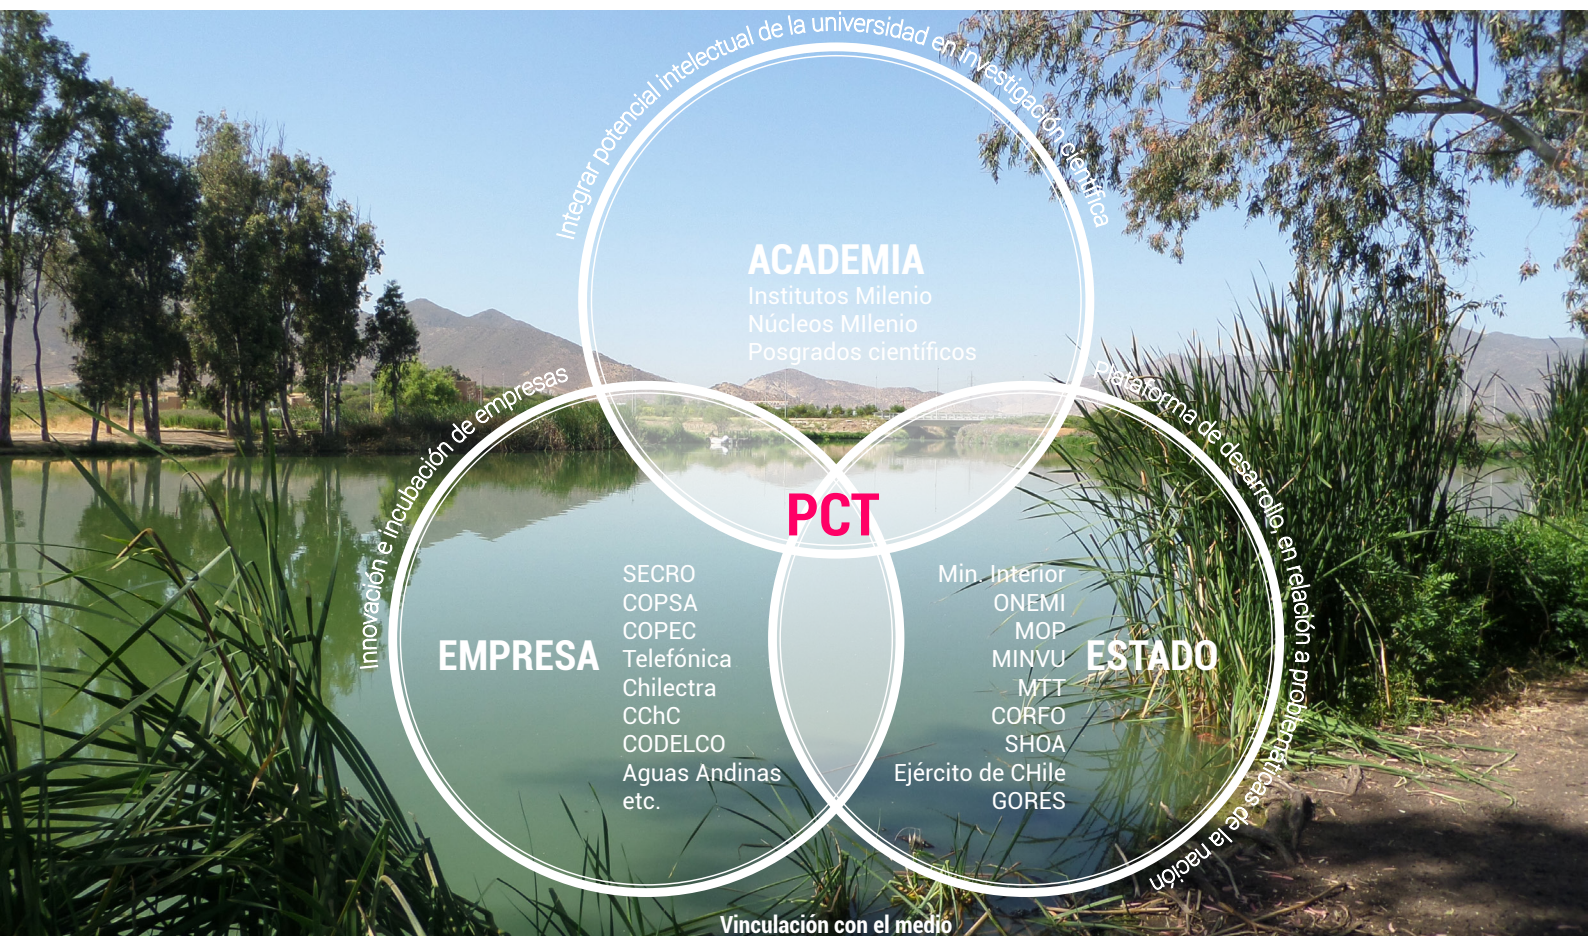 Integrar potencial intelectual de la universidad en investigación científica
ACADEMIA
Institutos Milenio
Núcleos MIlenio
Posgrados científicos
Innovación e incubación de empresas
Plataforma de desarrollo, en relación a problemáticas de la nación
PCT
EMPRESA
SECRO
COPSA
COPEC
Telefónica
Chilectra
CChC
CODELCO
Aguas Andinas
etc.
Min. Interior
ONEMI
MOP
MINVU
MTT
CORFO
SHOA
Ejército de CHile
GORES
ESTADO
Vinculación con el medio